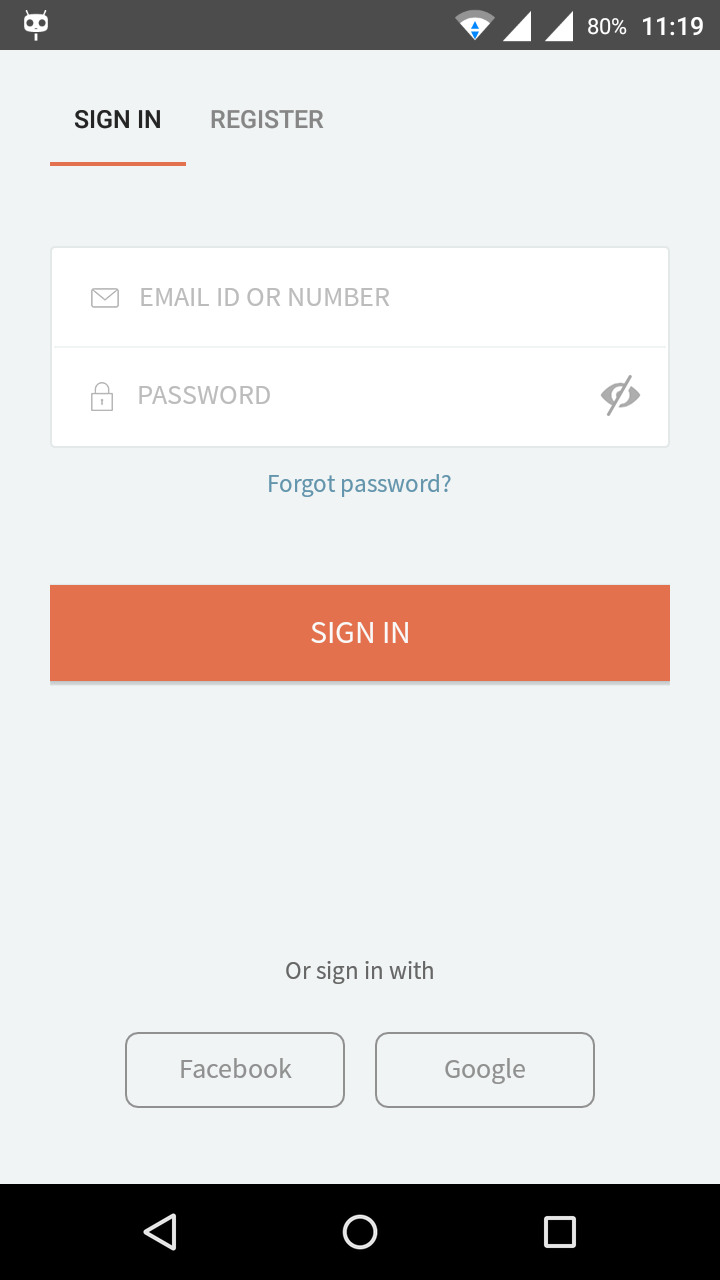 80% 11:19
SIGN IN REGISTER
EMAIL ID OR NUMBER
PASSWORD
Forgot password?
SIGN IN
Or sign in with
Facebook Google